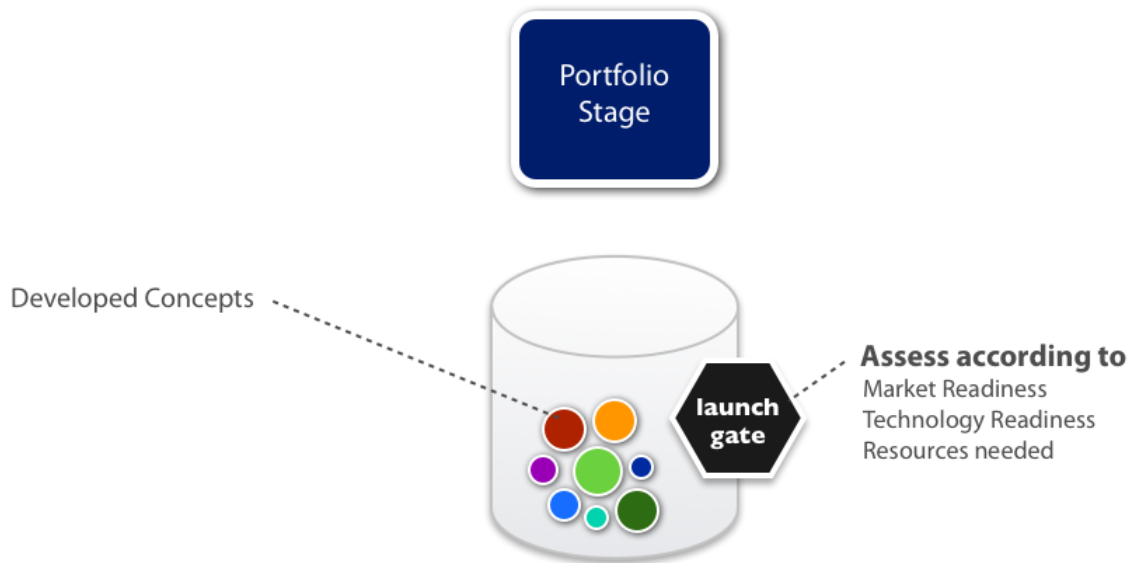 Portfolio
Stage
Developed Concepts
launch
gate
Assess according to
Market Readiness
Technology Readiness
Resources needed